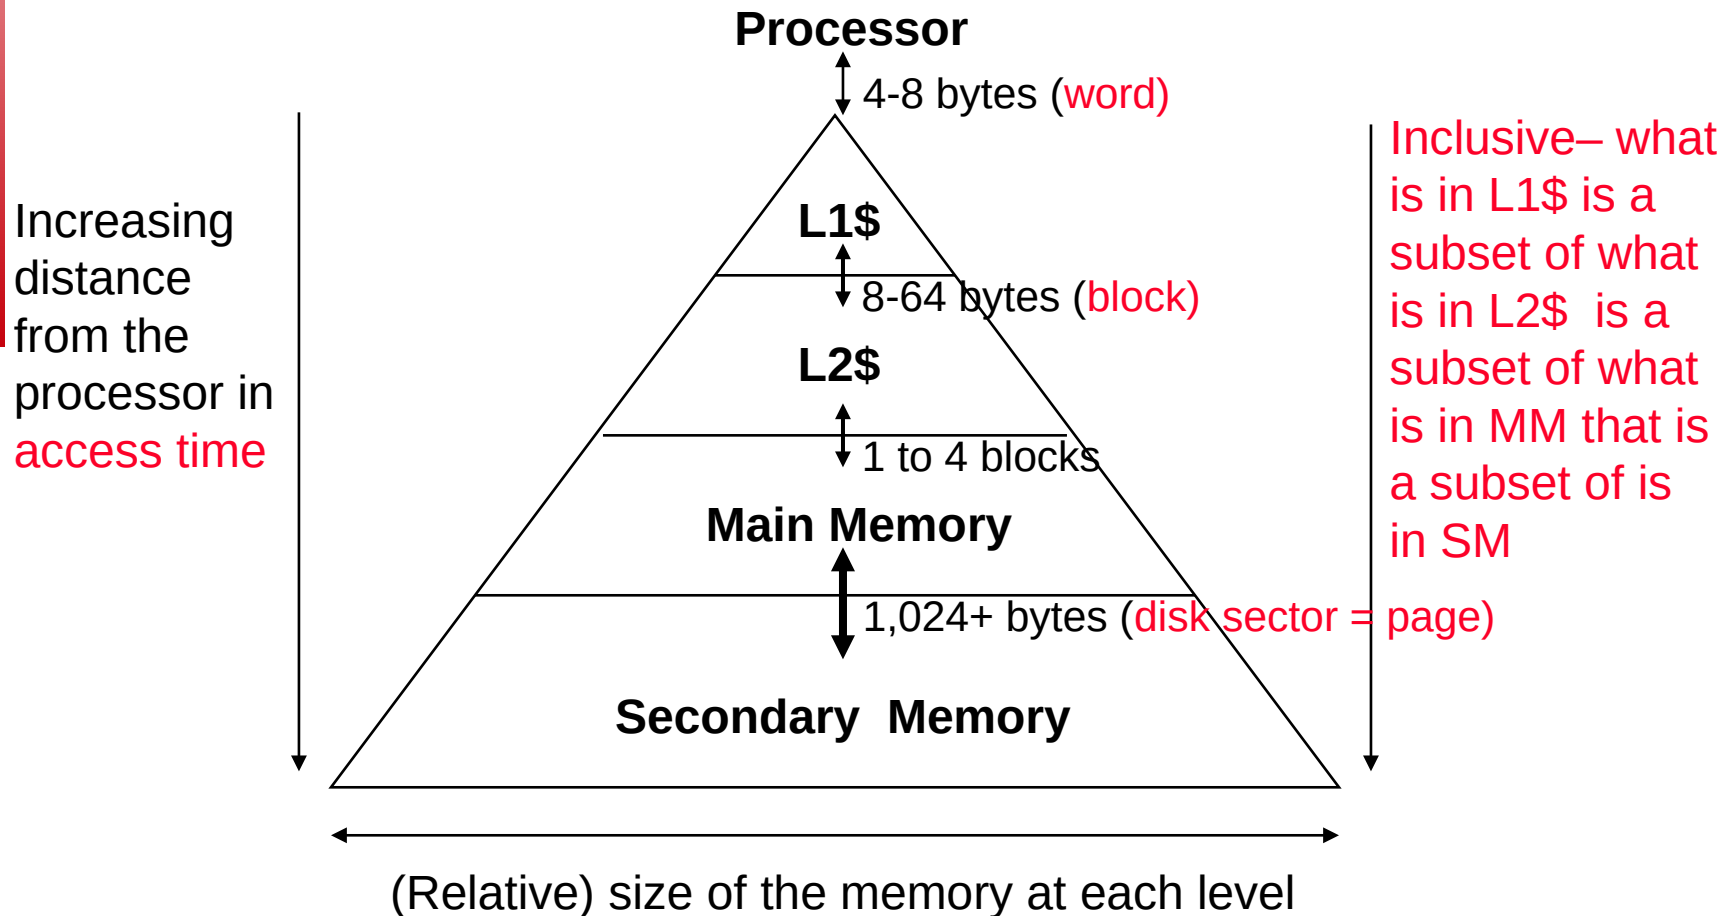 Processor
4-8 bytes (word)
Increasing
distance
from the
processor in
access time
L1$
8-64 bytes (block)
L2$
1 to 4 blocks
Main Memory
1,024+ bytes (disk sector = page)
Secondary  Memory
Inclusive– what
is in L1$ is a
subset of what
is in L2$  is a
subset of what
is in MM that is
a subset of is
in SM
(Relative) size of the memory at each level